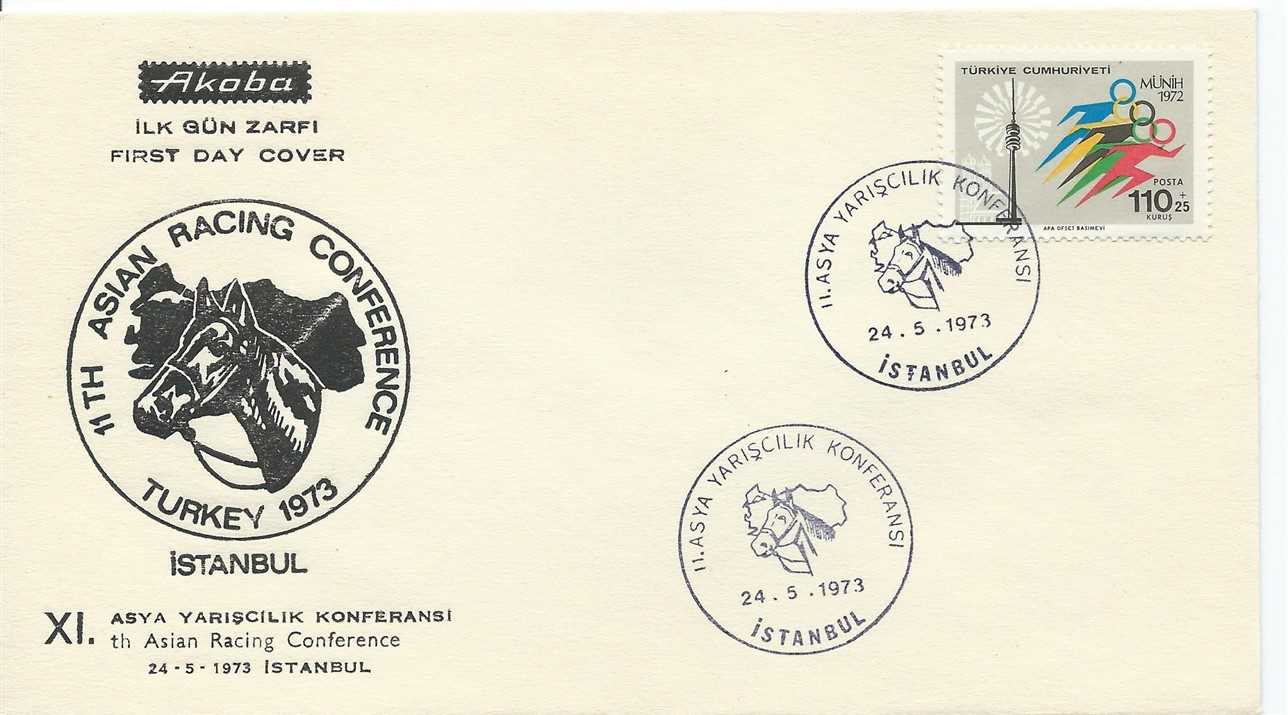 Akoba
İLK GÜN ZARFI
FIRST DAY COVER
11TH ASIAN RACING CONFERENCE
TURKEY 1973
İSTANBUL
XI. ASYA YARIŞCILIK KONFERANSI
th Asian Racing Conference
24-5-1973 İSTANBUL
TÜRKİYE CUMHURİYETİ
MÜNİH
1972
POSTA
110 + 25
KURUŞ
APA OFSET BASIMEVİ
11.ASYA YARIŞCILIK KONFERANSI
24.5.1973
İSTANBUL
11.ASYA YARIŞCILIK KONFERANSI
24.5.1973
İSTANBUL